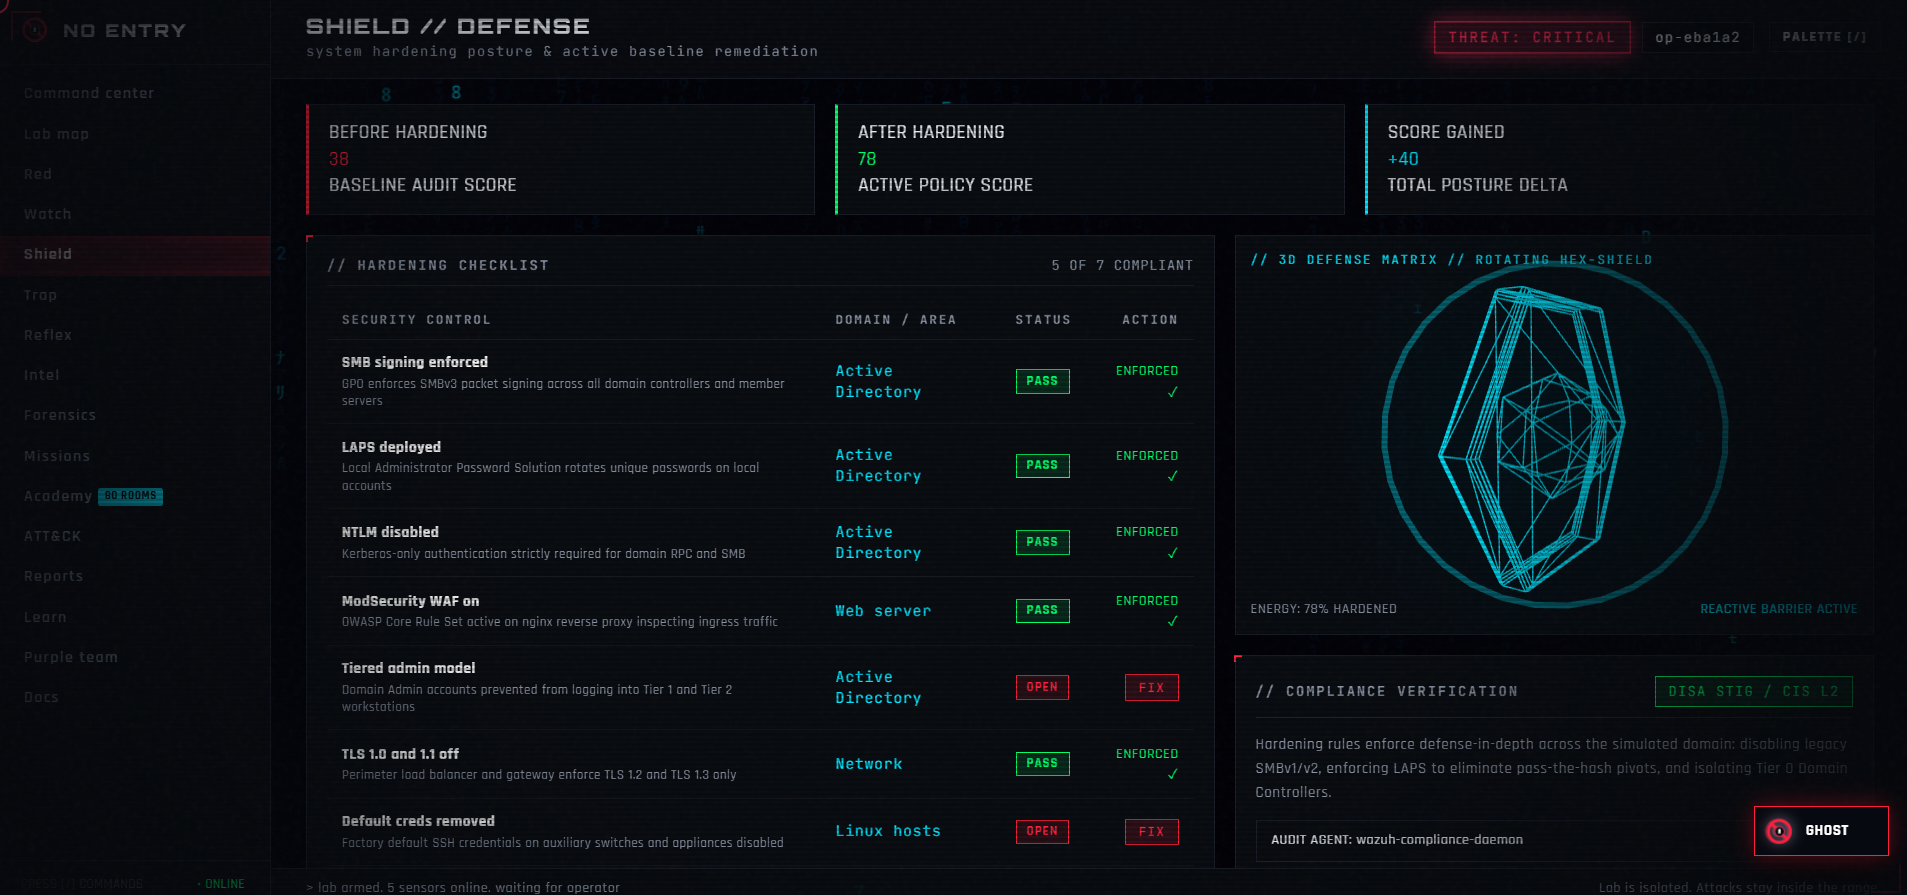 NO ENTRY
SHIELD // DEFENSE
system hardening posture & active baseline remediation
THREAT: CRITICAL
op-eba1a2
PALETTE [/]
Command center
Lab map
Red
Watch
Shield
Trap
Reflex
Intel
Forensics
Missions
Academy 80 ROOMS
ATT&CK
Reports
Learn
Purple team
Docs
PRESS [/] COMMANDS
• ONLINE
BEFORE HARDENING
38
BASELINE AUDIT SCORE
AFTER HARDENING
78
ACTIVE POLICY SCORE
SCORE GAINED
+40
TOTAL POSTURE DELTA
// HARDENING CHECKLIST
5 OF 7 COMPLIANT
SECURITY CONTROL DOMAIN / AREA STATUS ACTION
SMB signing enforced
GPO enforces SMBv3 packet signing across all domain controllers and member
servers
Active
Directory
PASS
ENFORCED
✓
LAPS deployed
Local Administrator Password Solution rotates unique passwords on local
accounts
Active
Directory
PASS
ENFORCED
✓
NTLM disabled
Kerberos-only authentication strictly required for domain RPC and SMB
Active
Directory
PASS
ENFORCED
✓
ModSecurity WAF on
OWASP Core Rule Set active on nginx reverse proxy inspecting ingress traffic
Web server
PASS
ENFORCED
✓
Tiered admin model
Domain Admin accounts prevented from logging into Tier 1 and Tier 2
workstations
Active
Directory
OPEN
FIX
TLS 1.0 and 1.1 off
Perimeter load balancer and gateway enforce TLS 1.2 and TLS 1.3 only
Network
PASS
ENFORCED
✓
Default creds removed
Factory default SSH credentials on auxiliary switches and appliances disabled
Linux hosts
OPEN
FIX
// 3D DEFENSE MATRIX // ROTATING HEX-SHIELD
ENERGY: 78% HARDENED
REACTIVE BARRIER ACTIVE
// COMPLIANCE VERIFICATION
DISA STIG / CIS L2
Hardening rules enforce defense-in-depth across the simulated domain: disabling legacy
SMBv1/v2, enforcing LAPS to eliminate pass-the-hash pivots, and isolating Tier 0 Domain
Controllers.
AUDIT AGENT: wazuh-compliance-daemon
GHOST
> lab armed. 5 sensors online. waiting for operator
Lab is isolated. Attacks stay inside the range.